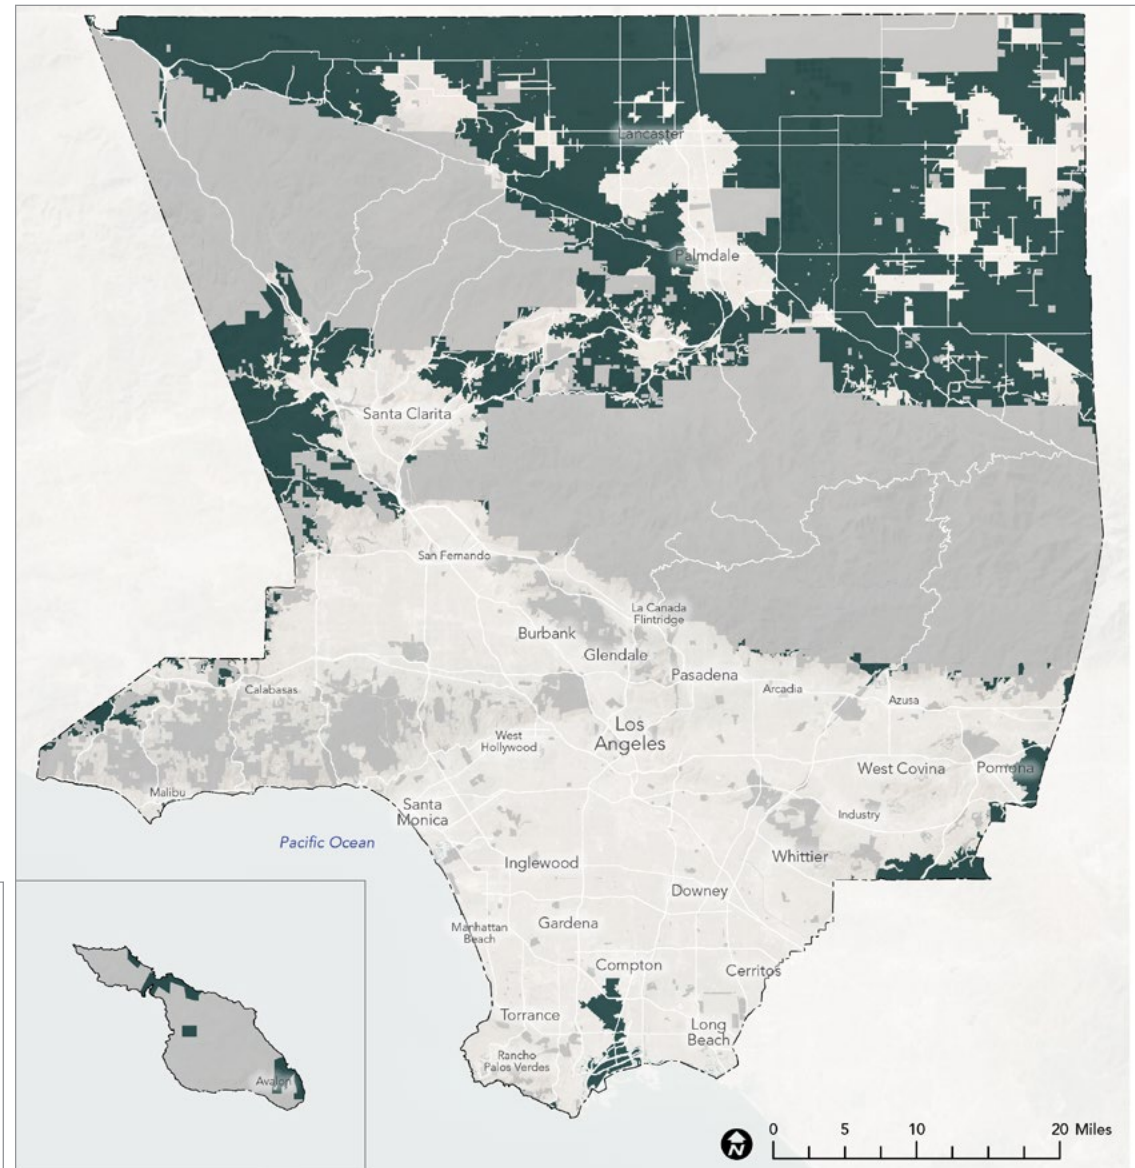 Lancaster
Palmdale
Santa Clarita
San Fernando
La Canada
Flintridge
Burbank
Glendale
Pasadena
Calabasas
Arcadia
Azusa
Los
Angeles
West
Hollywood
West Covina
Pomona
Malibu
Santa
Monica
Industry
Pacific Ocean
Inglewood
Whittier
Downey
Manhattan
Beach
Gardena
Compton
Cerritos
Torrance
Long
Beach
Rancho
Palos Verdes
Avalon
N
0 5 10 20 Miles